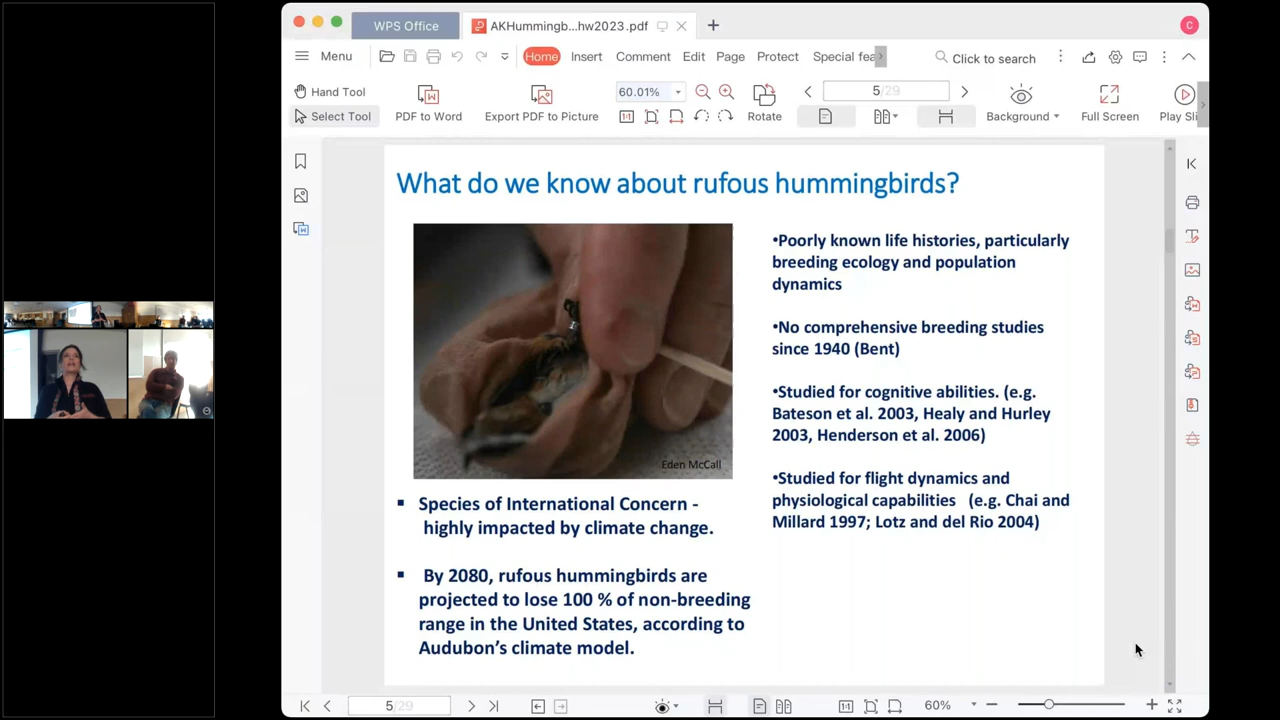 WPS Office
AKHummingb...hw2023.pdf
C
Menu
Home Insert Comment Edit Page Protect Special fea
Click to search
Hand Tool
Select Tool
PDF to Word
Export PDF to Picture
60.01%
Rotate
5/29
Background
Full Screen
Play Sli
What do we know about rufous hummingbirds?
Eden McCall
▪ Species of International Concern -
highly impacted by climate change.
▪ By 2080, rufous hummingbirds are
projected to lose 100 % of non-breeding
range in the United States, according to
Audubon's climate model.
•Poorly known life histories, particularly
breeding ecology and population
dynamics
•No comprehensive breeding studies
since 1940 (Bent)
•Studied for cognitive abilities. (e.g.
Bateson et al. 2003, Healy and Hurley
2003, Henderson et al. 2006)
•Studied for flight dynamics and
physiological capabilities (e.g. Chai and
Millard 1997; Lotz and del Rio 2004)
5/29
60%